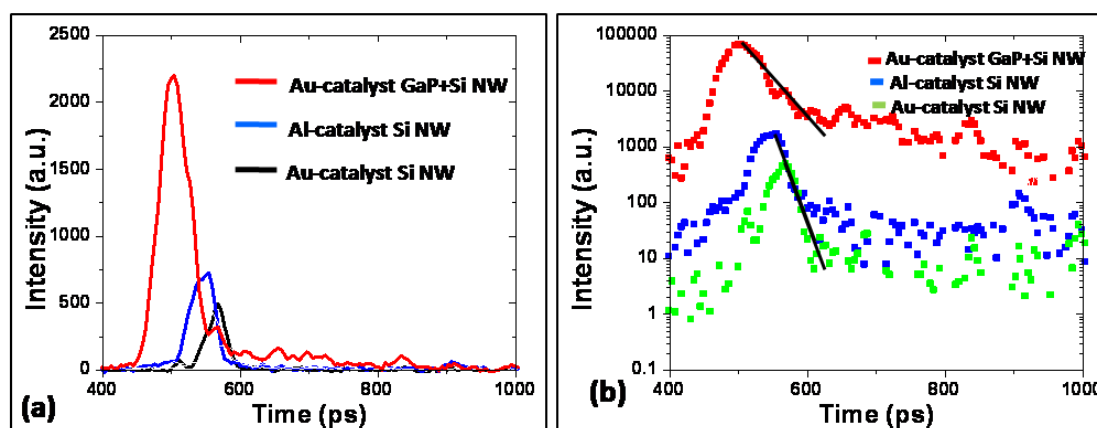 2500
2000
1500
1000
500
0
400
600
800
1000
Intensity (a.u.)
Time (ps)
Au-catalyst GaP+Si NW
Al-catalyst Si NW
Au-catalyst Si NW
(a)
100000
10000
1000
100
10
1
0.1
400
600
800
1000
Intensity (a.u.)
Time (ps)
Au-catalyst GaP+Si NW
Al-catalyst Si NW
Au-catalyst Si NW
(b)